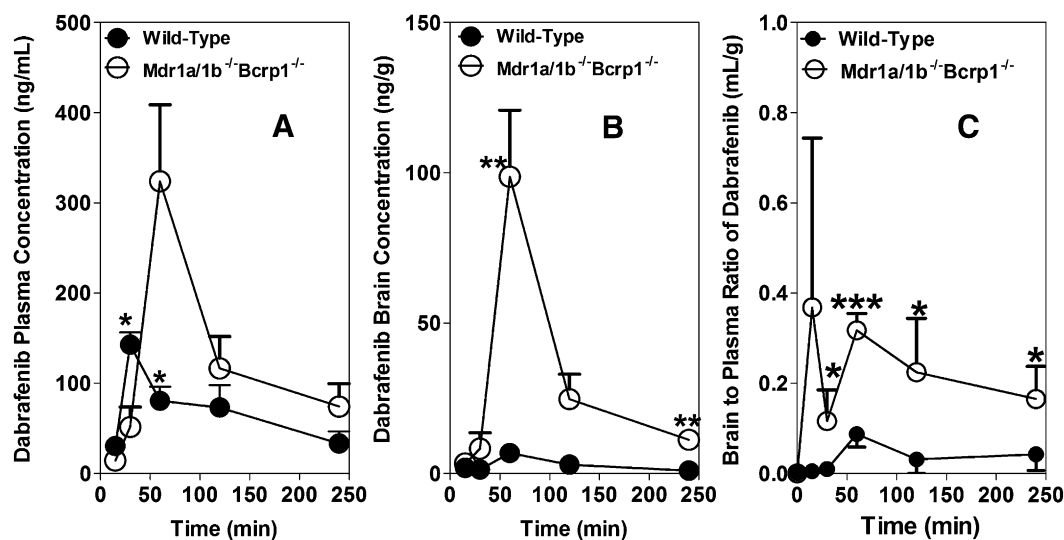 Dabrafenib Plasma Concentration (ng/mL)
500
400
300
200
100
0
Wild-Type
Mdr1a/1b-/-Bcrp1-/-
A
*
*
0 50 100 150 200 250
Time (min)
Dabrafenib Brain Concentration (ng/g)
150
100
50
0
Wild-Type
Mdr1a/1b-/-Bcrp1-/-
B
**
**
0 50 100 150 200 250
Time (min)
Brain to Plasma Ratio of Dabrafenib (mL/g)
1.0
0.8
0.6
0.4
0.2
0.0
Wild-Type
Mdr1a/1b-/-Bcrp1-/-
C
***
*
*
*
0 50 100 150 200 250
Time (min)